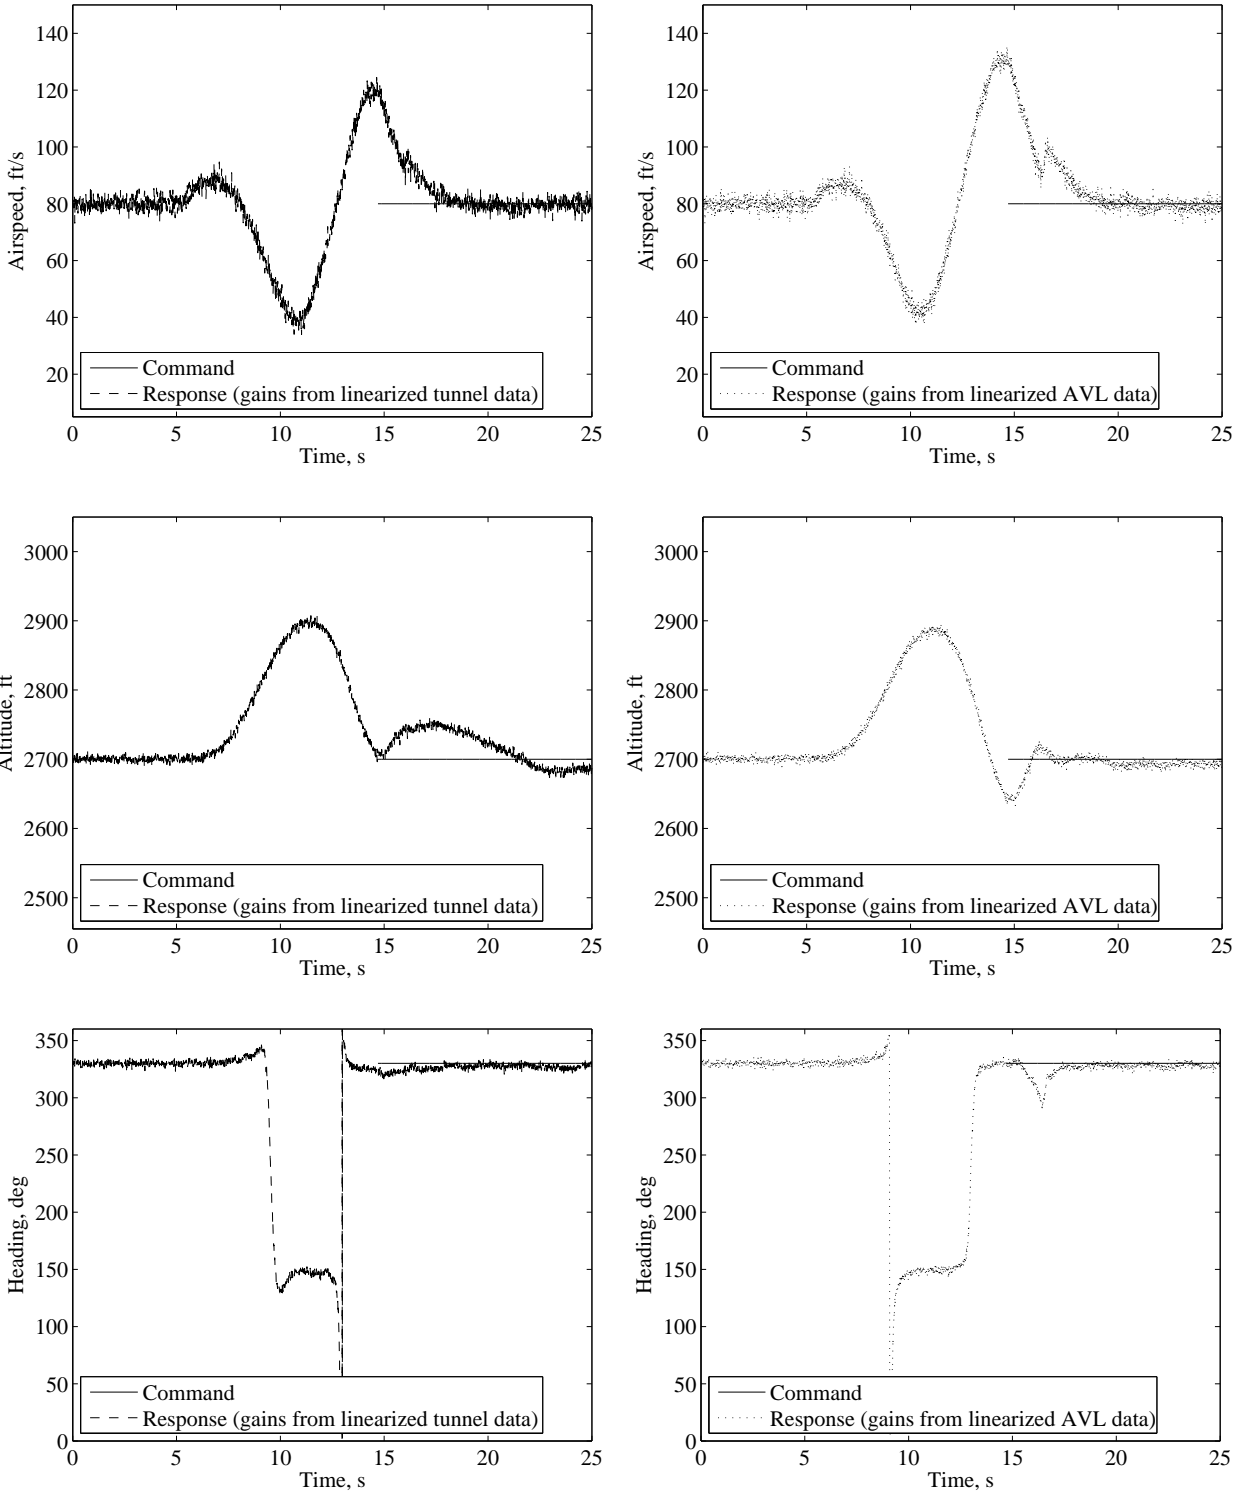 140
120
100
80
60
40
20
Airspeed, ft/s
Command
Response (gains from linearized tunnel data)
0 5 10 15 20 25
Time, s
140
120
100
80
60
40
20
Airspeed, ft/s
Command
Response (gains from linearized AVL data)
0 5 10 15 20 25
Time, s
3000
2900
2800
2700
2600
2500
Altitude, ft
Command
Response (gains from linearized tunnel data)
0 5 10 15 20 25
Time, s
3000
2900
2800
2700
2600
2500
Altitude, ft
Command
Response (gains from linearized AVL data)
0 5 10 15 20 25
Time, s
350
300
250
200
150
100
50
0
Heading, deg
Command
Response (gains from linearized tunnel data)
0 5 10 15 20 25
Time, s
350
300
250
200
150
100
50
0
Heading, deg
Command
Response (gains from linearized AVL data)
0 5 10 15 20 25
Time, s